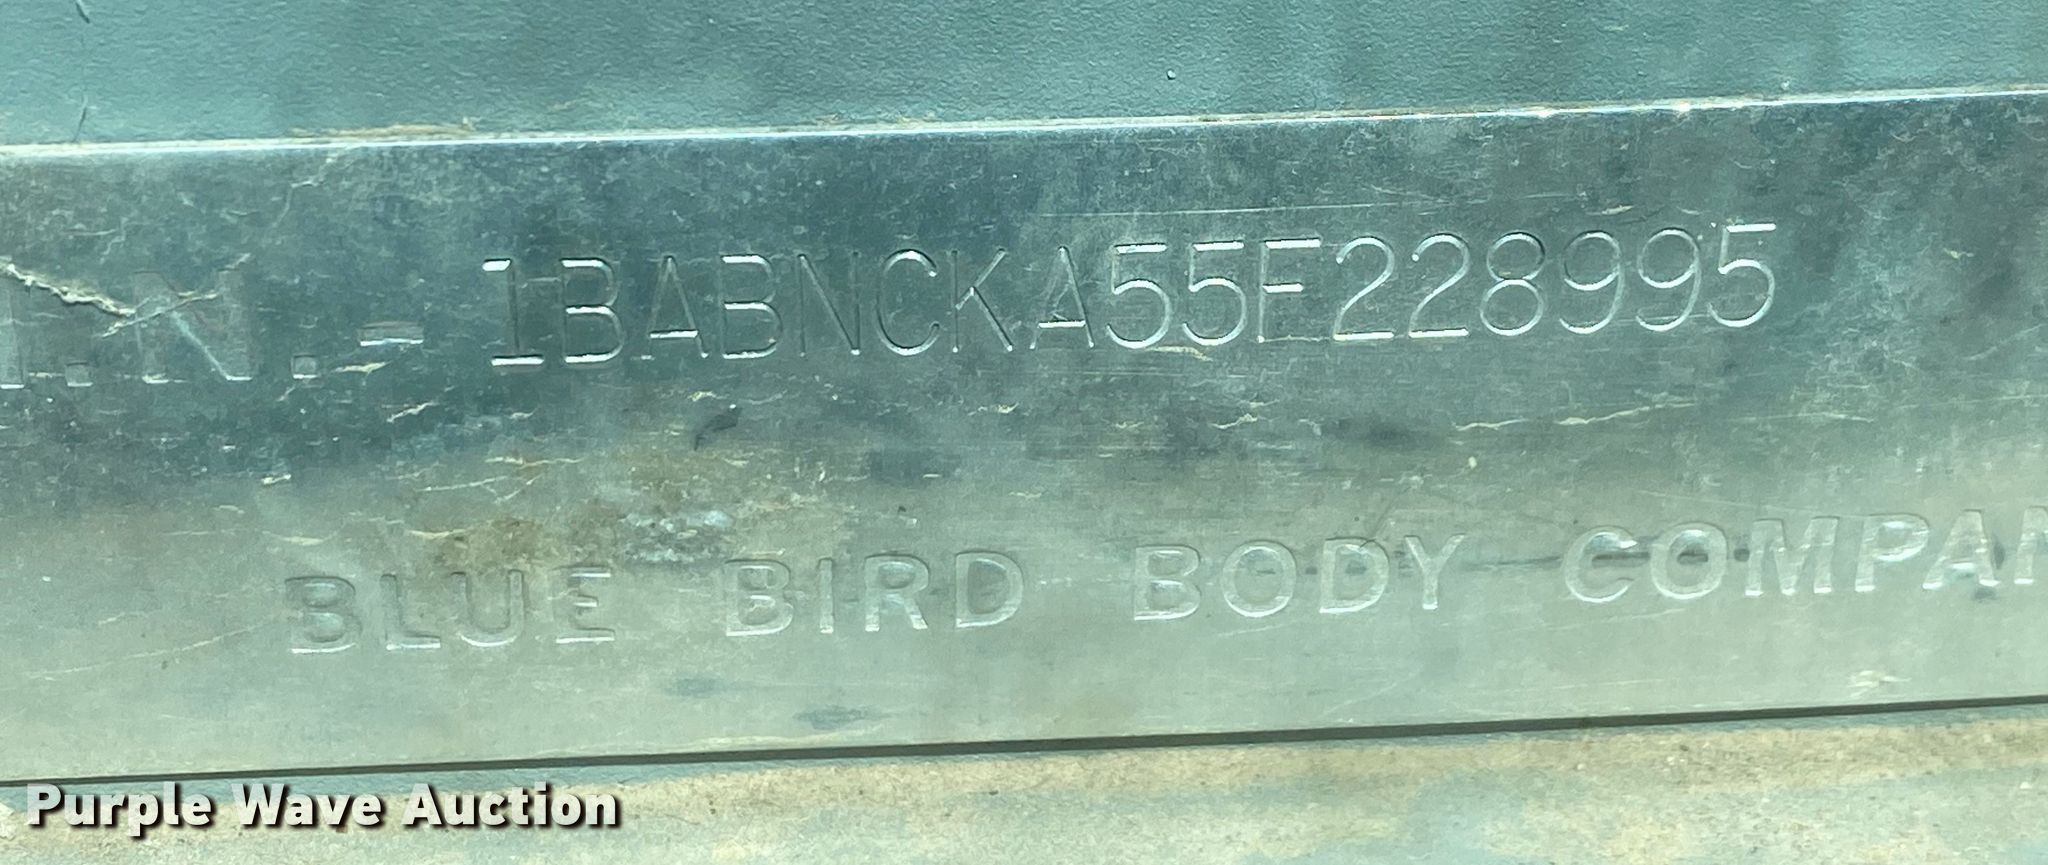 I.N.-1BABNCKA55F228995
BLUE BIRD BODY COMPAN
Purple Wave Auction